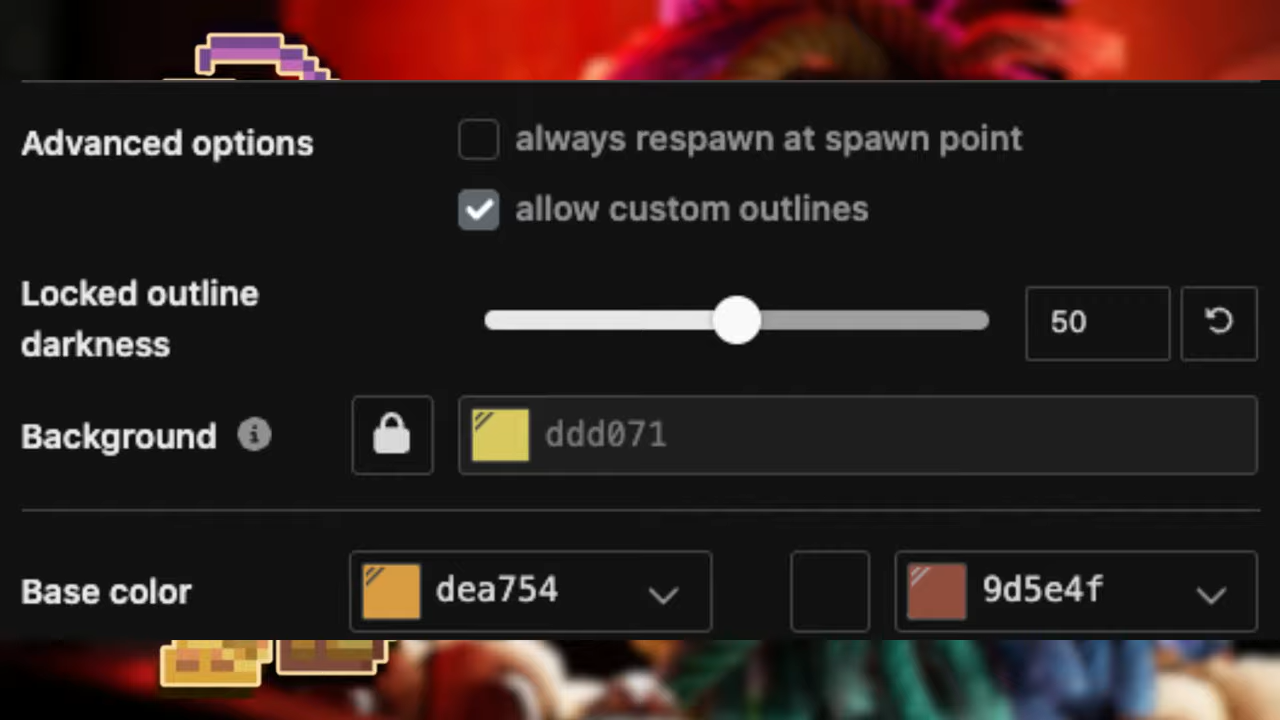 Advanced options
always respawn at spawn point
allow custom outlines
Locked outline
darkness
50
Background
ddd071
Base color
dea754
9d5e4f